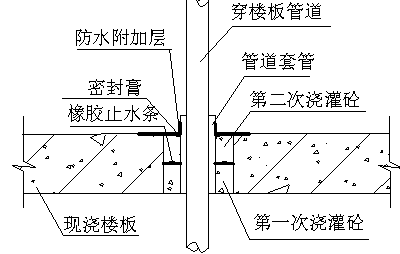 穿楼板管道
防水附加层
管道套管
密封膏
第二次浇灌砼
橡胶止水条
现浇楼板
第一次浇灌砼